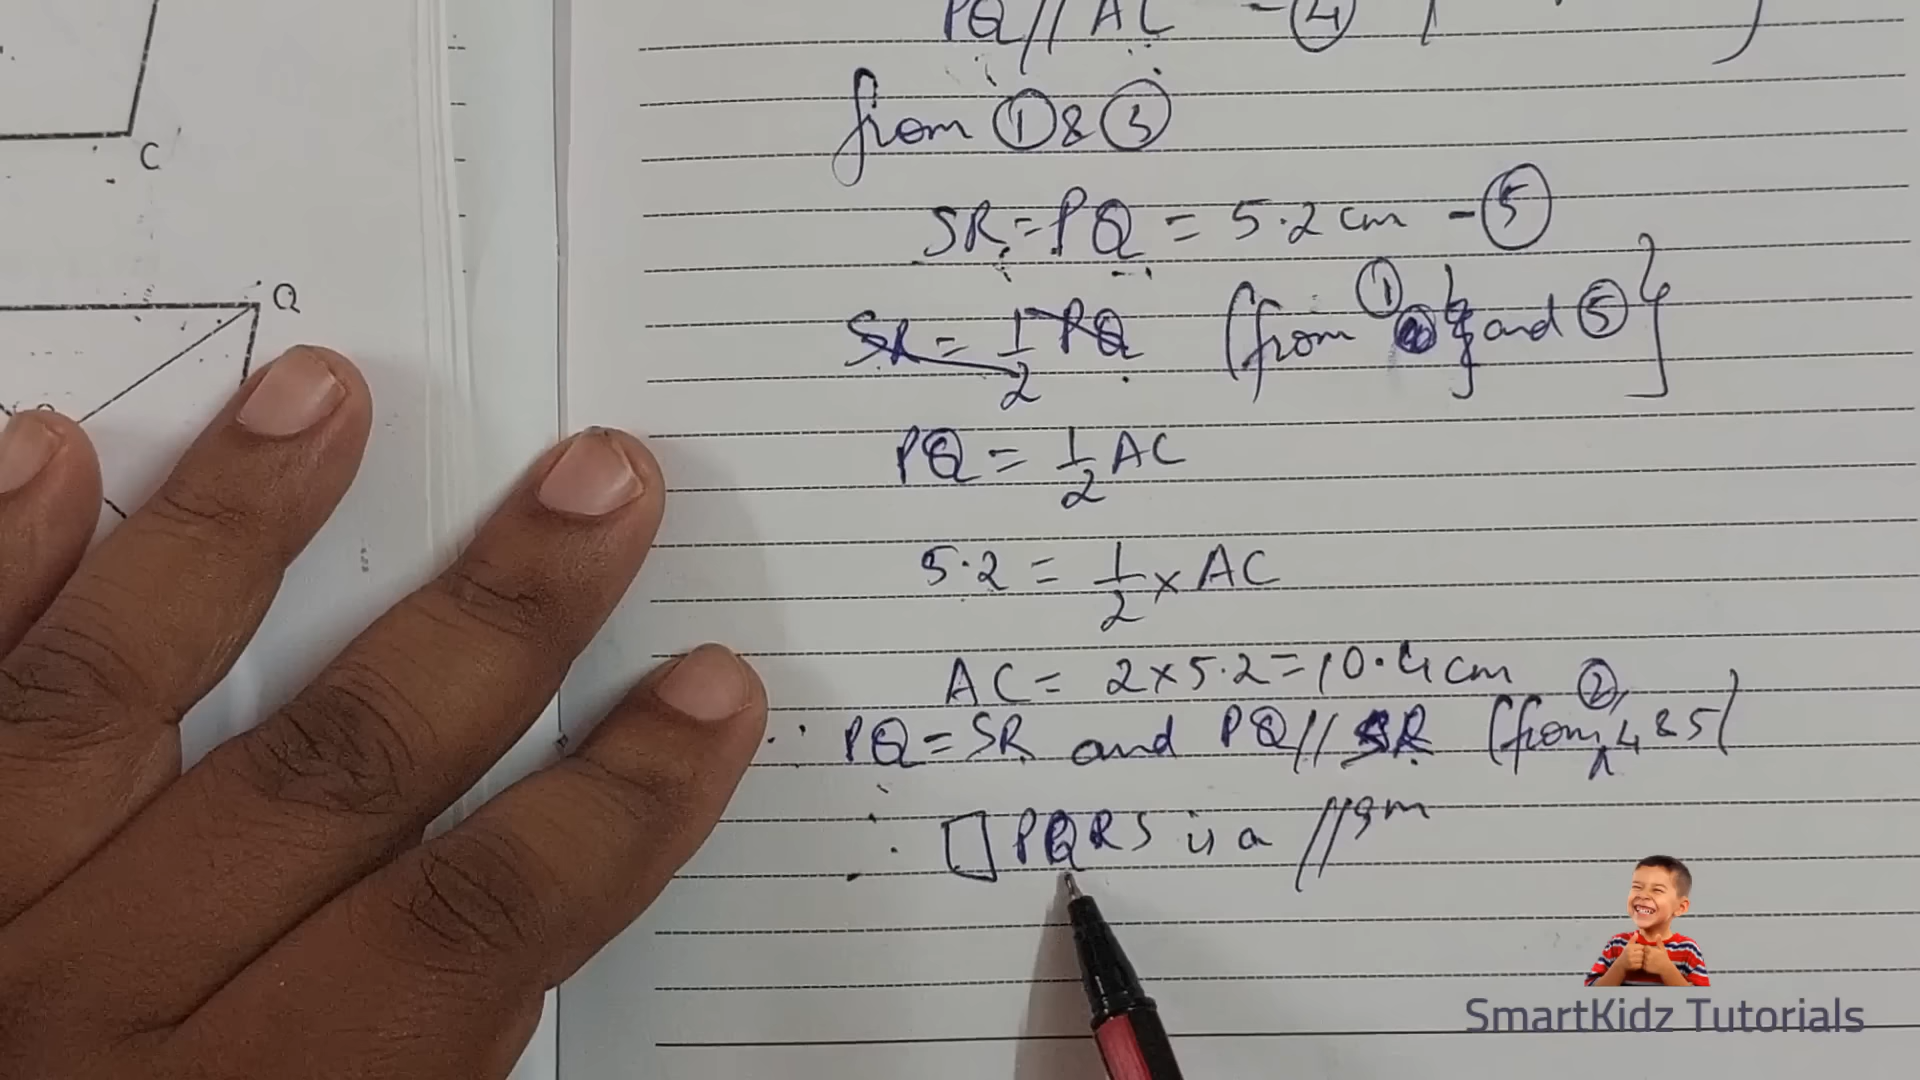 C
Q
PQ // AC - ④
from ① & ③
SR = PQ = 5.2 cm - ⑤
SR = 1/2 PQ (from ① and ⑤)
PQ = 1/2 AC
5.2 = 1/2 × AC
AC = 2 × 5.2 = 10.4 cm
∴ PQ = SR and PQ // SR (from ②, 4 & 5)
∴ □ PQRS is a //gm
SmartKidz Tutorials